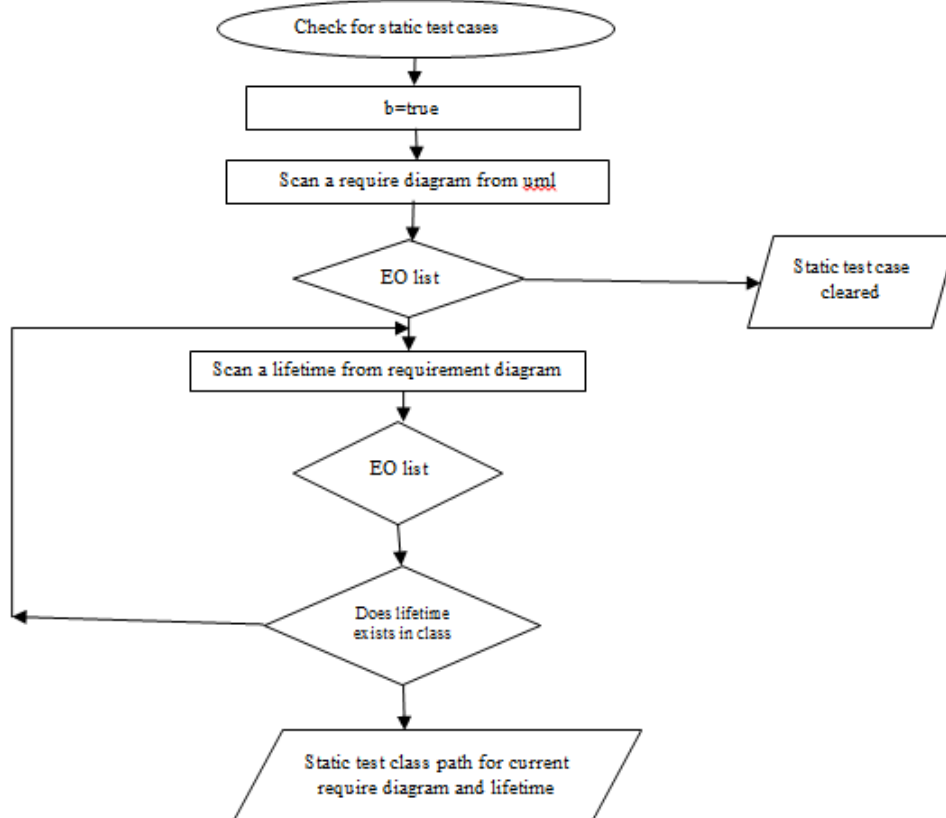 Check for static test cases
b=true
Scan a require diagram from uml
EO list
Static test case
cleared
Scan a lifetime from requirement diagram
EO list
Does lifetime
exists in class
Static test class path for current
require diagram and lifetime